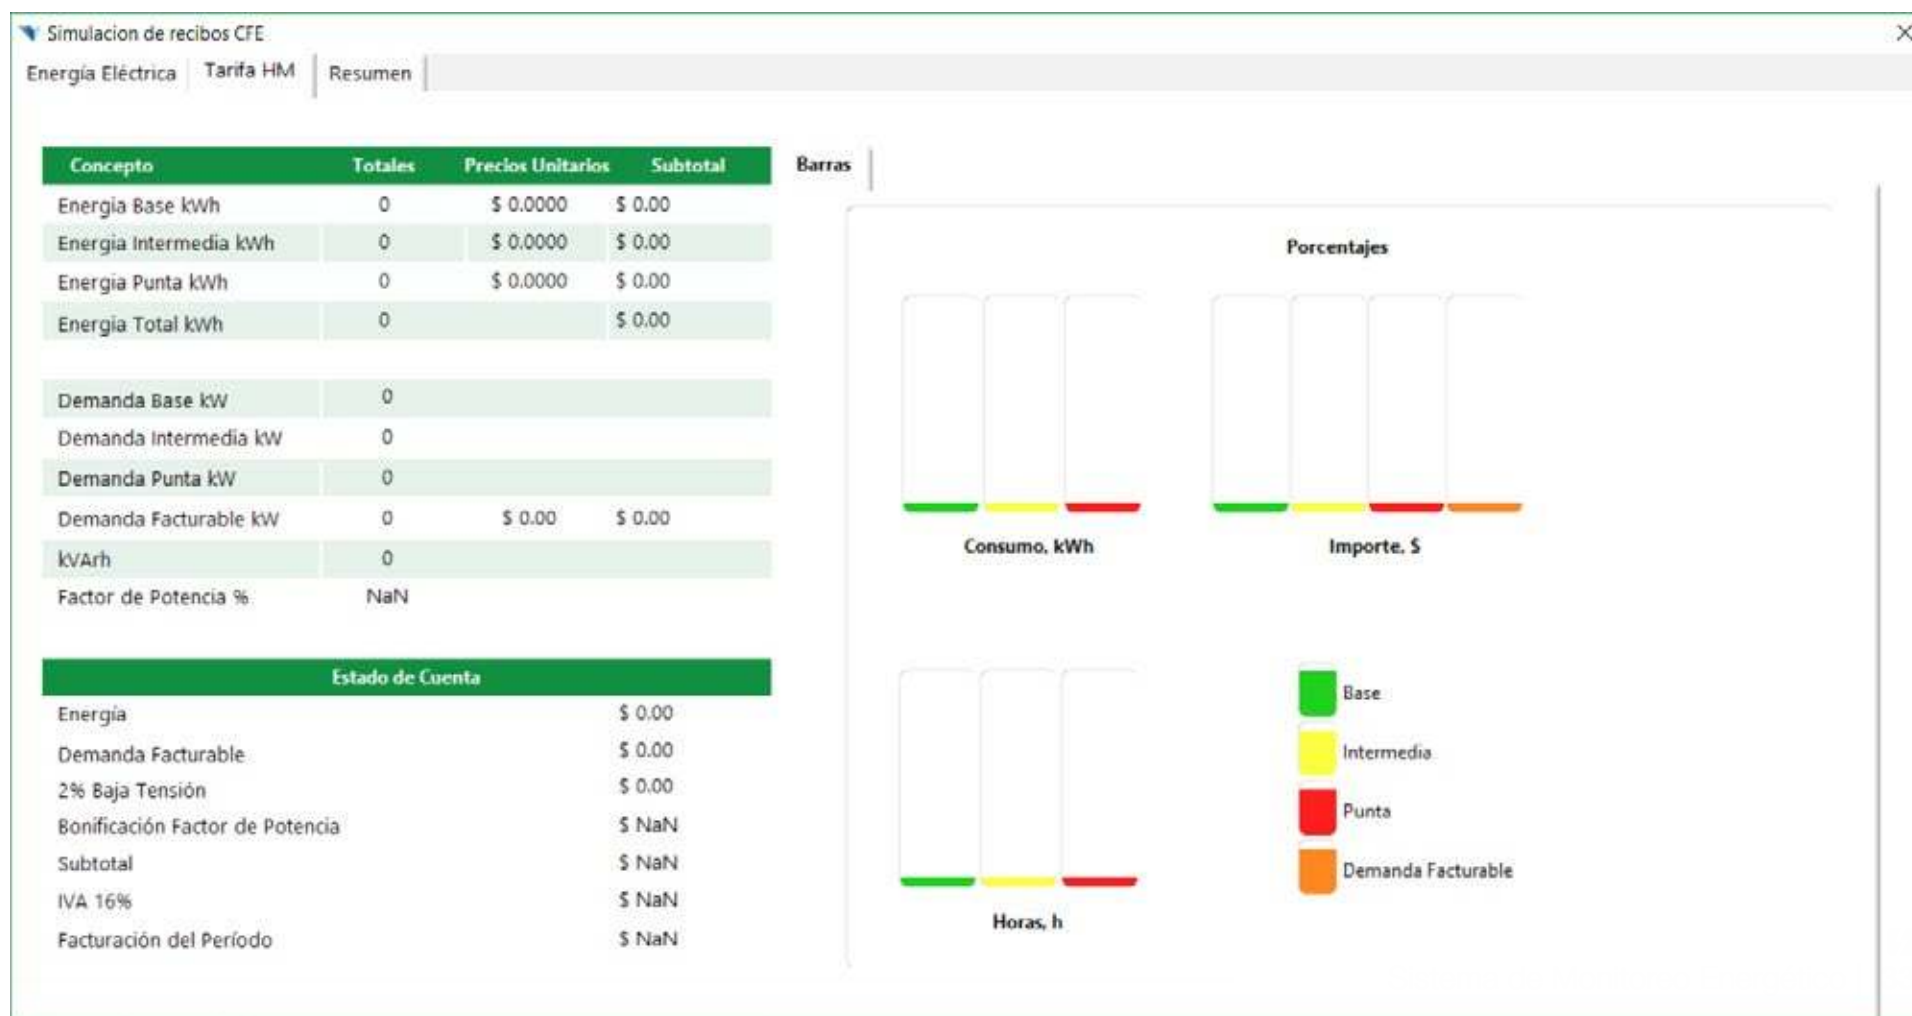 Simulacion de recibos CFE
Energía Eléctrica Tarifa HM Resumen
Concepto Totales Precios Unitarios Subtotal
Energia Base kWh 0 $ 0.0000 $ 0.00
Energia Intermedia kWh 0 $ 0.0000 $ 0.00
Energia Punta kWh 0 $ 0.0000 $ 0.00
Energia Total kWh 0 $ 0.00
Demanda Base kW 0
Demanda Intermedia kW 0
Demanda Punta kW 0
Demanda Facturable kW 0 $ 0.00 $ 0.00
kVArh 0
Factor de Potencia % NaN
Estado de Cuenta
Energía $ 0.00
Demanda Facturable $ 0.00
2% Baja Tensión $ 0.00
Bonificación Factor de Potencia $ NaN
Subtotal $ NaN
IVA 16% $ NaN
Facturación del Período $ NaN
Barras
Porcentajes
Consumo, kWh Importe, $
Horas, h
Base
Intermedia
Punta
Demanda Facturable